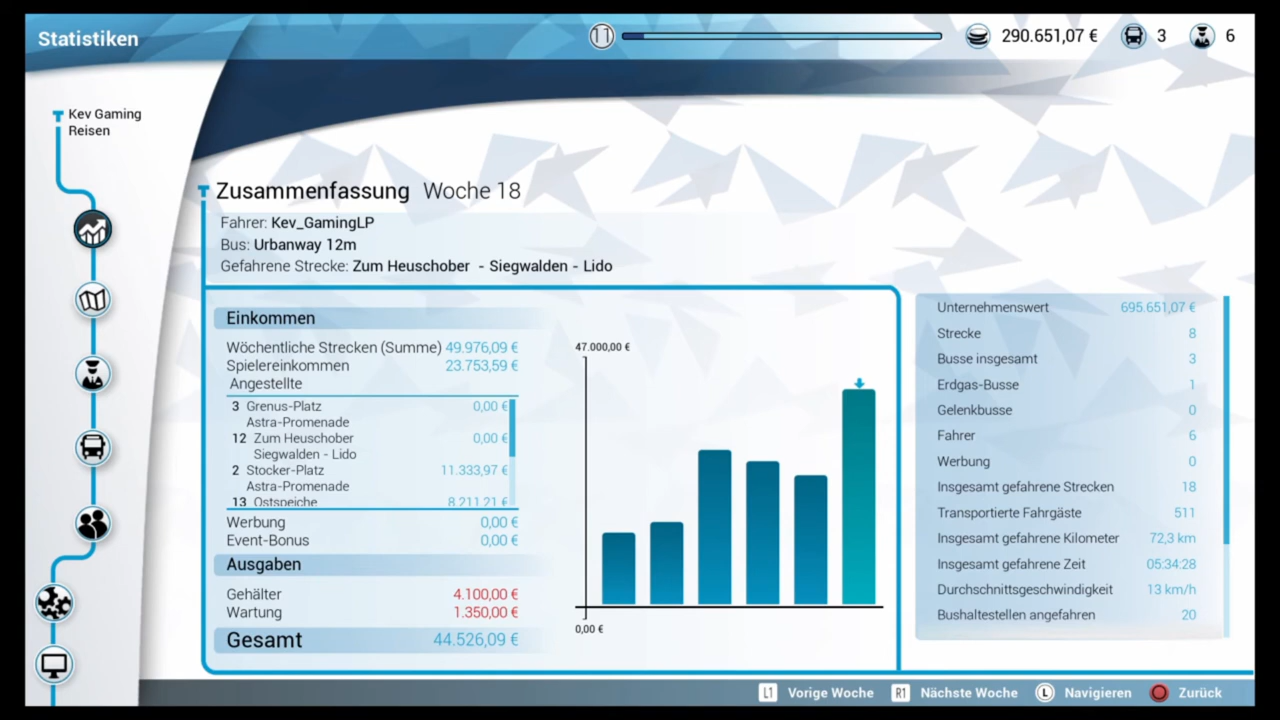 Statistiken
11
290.651,07 €
3
6
Kev Gaming
Reisen
Zusammenfassung Woche 18
Fahrer: Kev_GamingLP
Bus: Urbanway 12m
Gefahrene Strecke: Zum Heuschober - Siegwalden - Lido
Einkommen
Wöchentliche Strecken (Summe) 49.976,09 €
Spielereinkommen 23.753,59 €
Angestellte
3 Grenus-Platz 0,00 €
Astra-Promenade
12 Zum Heuschober 0,00 €
Siegwalden - Lido
2 Stocker-Platz 11.333,97 €
Astra-Promenade
13 Ostspeiche 8.211,21 €
Werbung 0,00 €
Event-Bonus 0,00 €
Ausgaben
Gehälter 4.100,00 €
Wartung 1.350,00 €
Gesamt 44.526,09 €
47.000,00 €
0,00 €
Unternehmenswert 695.651,07 €
Strecke 8
Busse insgesamt 3
Erdgas-Busse 1
Gelenkbusse 0
Fahrer 6
Werbung 0
Insgesamt gefahrene Strecken 18
Transportierte Fahrgäste 511
Insgesamt gefahrene Kilometer 72,3 km
Insgesamt gefahrene Zeit 05:34:28
Durchschnittsgeschwindigkeit 13 km/h
Bushaltestellen angefahren 20
L1 Vorige Woche R1 Nächste Woche L Navigieren Zurück